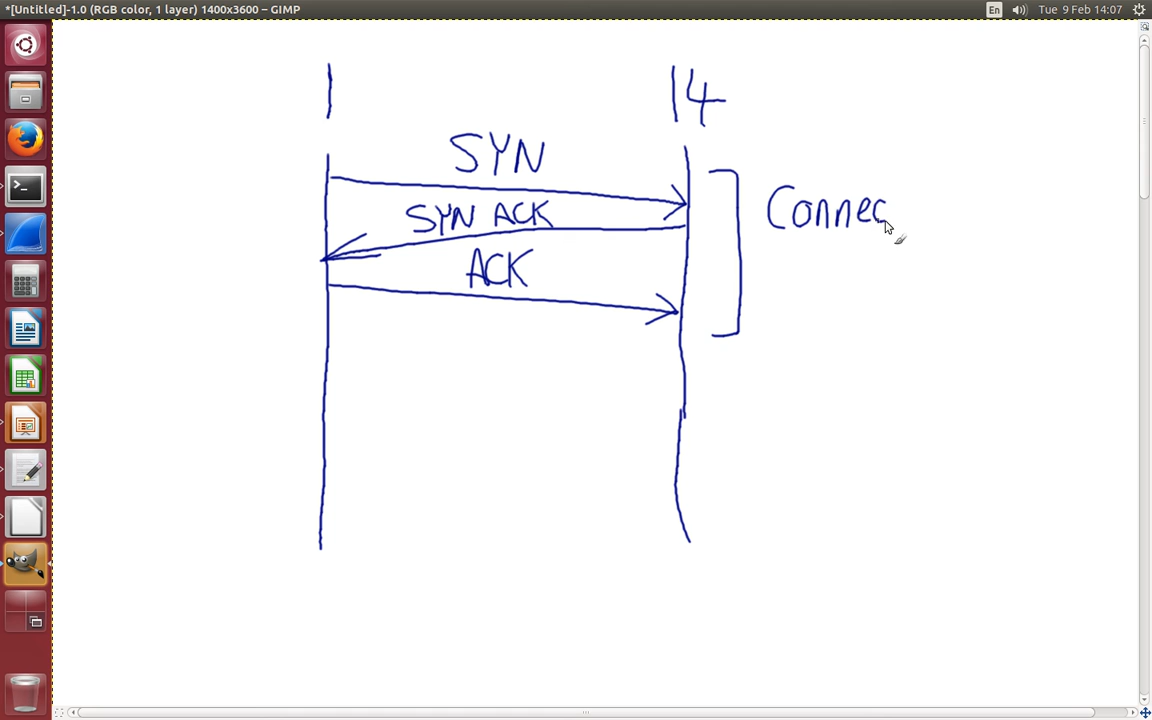 *[Untitled]-1.0 (RGB color, 1 layer) 1400x3600 – GIMP
En
Tue 9 Feb 14:07
1 14
SYN
SYN ACK
ACK
Connec